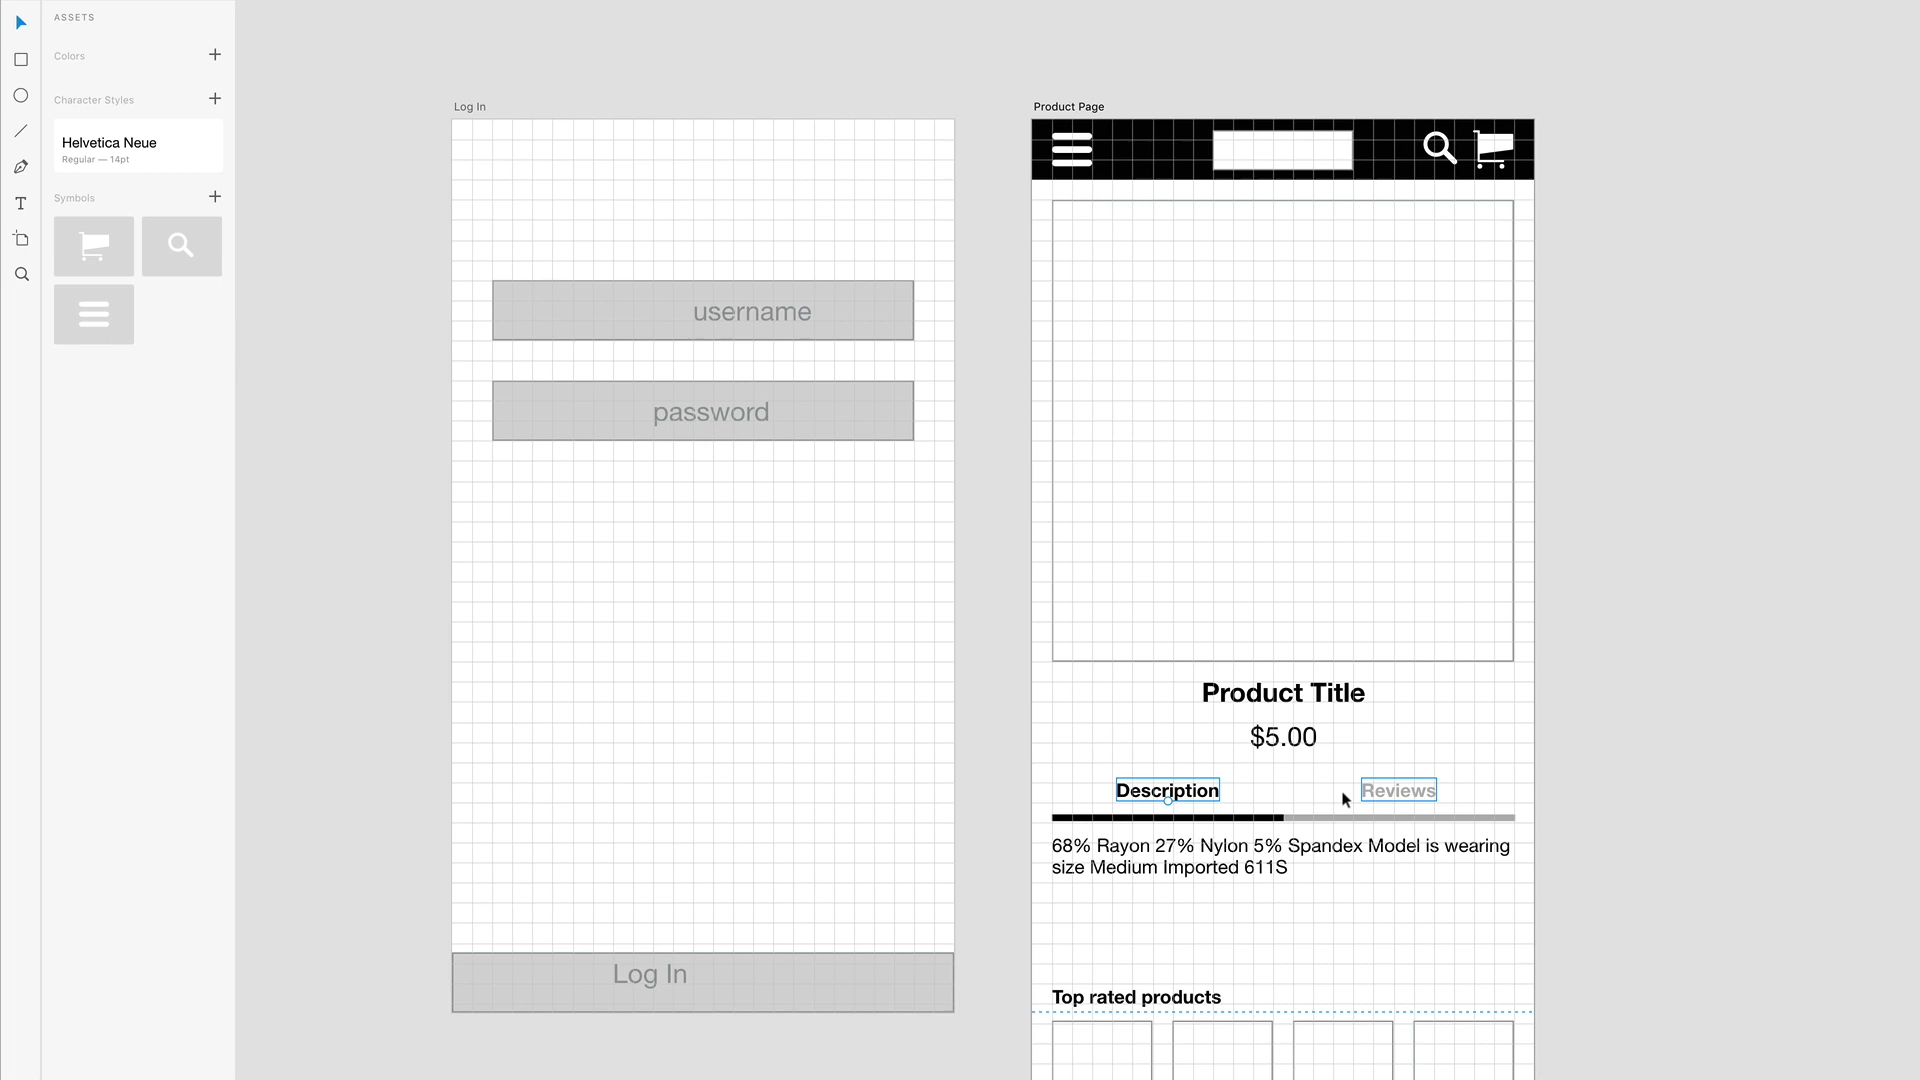 ASSETS
Colors
Character Styles
Helvetica Neue
Regular — 14pt
Symbols
T
Log In
username
password
Log In
Product Page
Product Title
$5.00
Description
Reviews
68% Rayon 27% Nylon 5% Spandex Model is wearing
size Medium Imported 611S
Top rated products